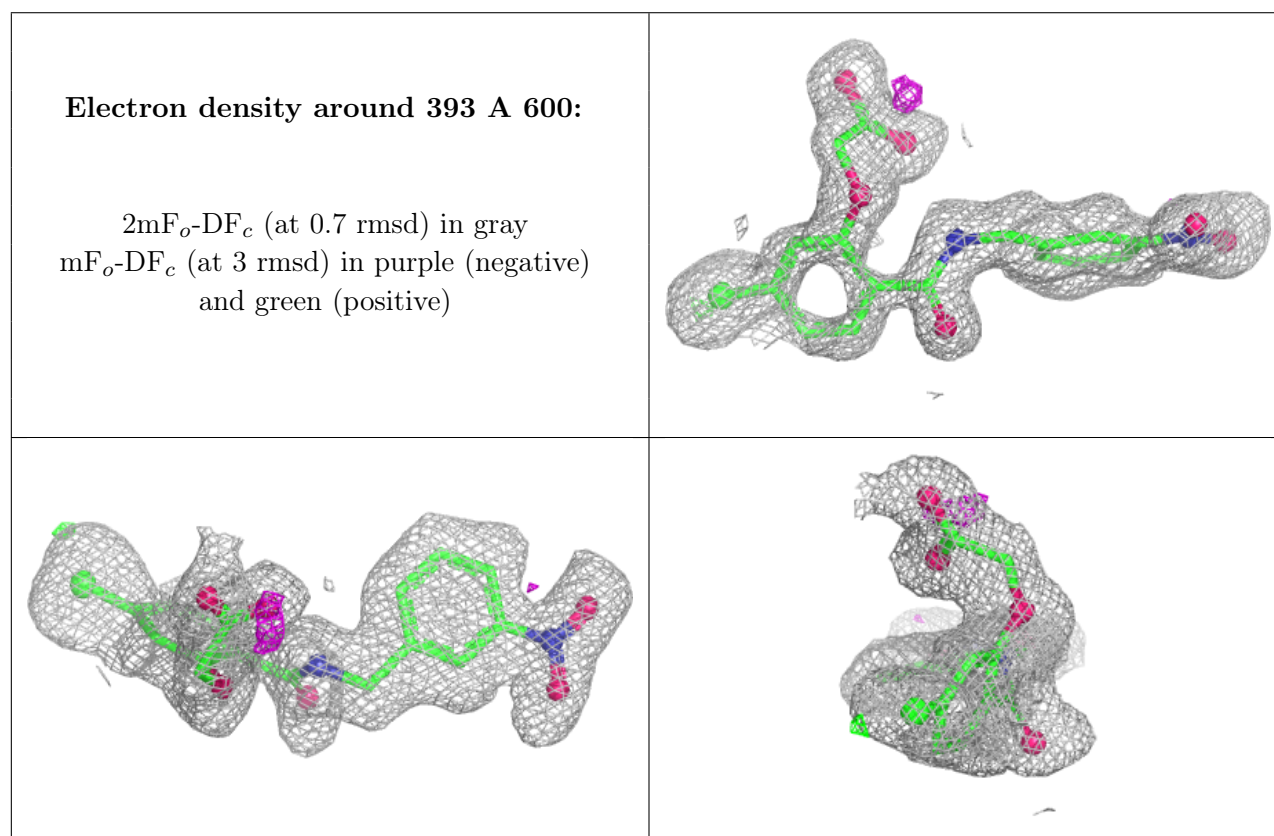 Electron density around 393 A 600:
2mFo-DFc (at 0.7 rmsd) in gray
mFo-DFc (at 3 rmsd) in purple (negative)
and green (positive)